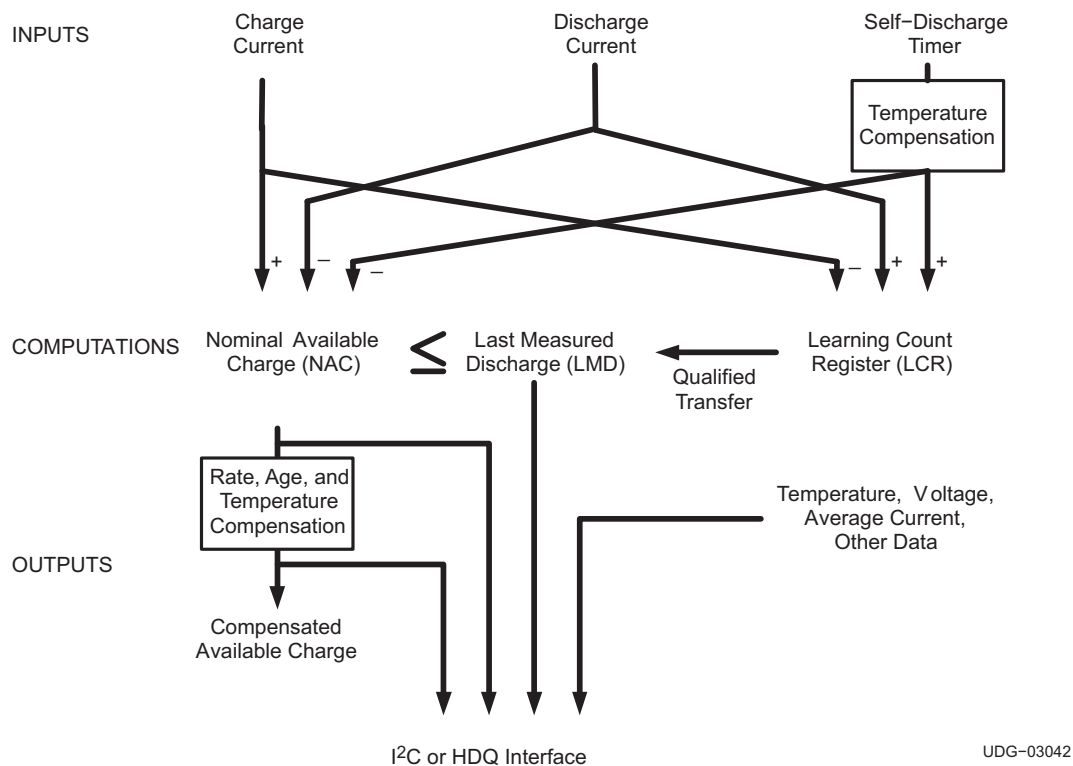 INPUTS
Charge
Current
Discharge
Current
Self−Discharge
Timer
Temperature
Compensation
+
−
−
−
+
+
COMPUTATIONS
Nominal Available
Charge (NAC)
≤
Last Measured
Discharge (LMD)
Qualified
Transfer
Learning Count
Register (LCR)
Rate, Age, and
Temperature
Compensation
Temperature, Voltage,
Average Current,
Other Data
OUTPUTS
Compensated
Available Charge
I²C or HDQ Interface
UDG−03042